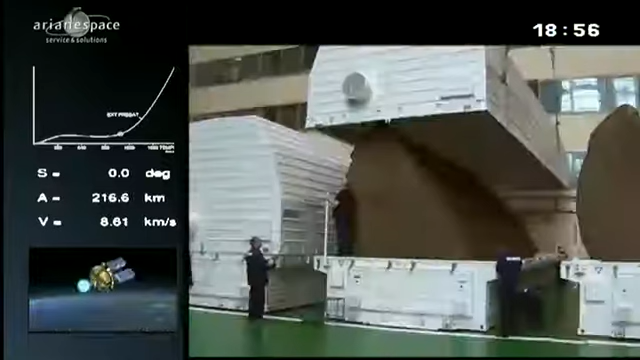 arianespace
service & solutions
18:56
EXT PRESAT
S = 0.0 deg
A = 216.6 km
V = 8.61 km/s